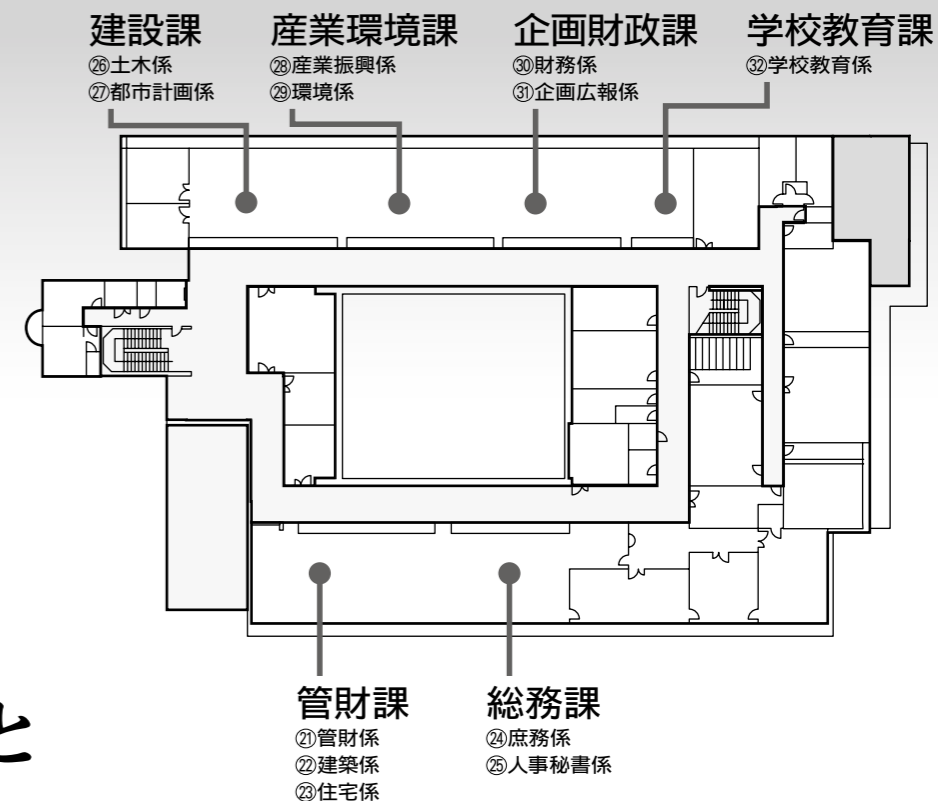 建設課
㉖土木係
㉗都市計画係
産業環境課
㉘産業振興係
㉙環境係
企画財政課
㉚財務係
㉛企画広報係
学校教育課
㉜学校教育係
管財課
㉑管財係
㉒建築係
㉓住宅係
総務課
㉔庶務係
㉕人事秘書係
と